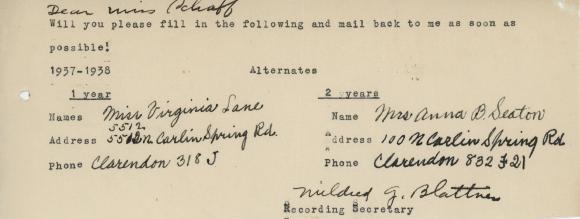 Dear Miss Schaff
Will you please fill in the following and mail back to me as soon as
possible!
1937-1938 Alternates
1 year 2 years
Names Miss Virginia Lane Name Mrs Anna B. Seaton
5512
Address 5512 N Carlin Spring Rd. Address 100 N Carlin Spring Rd
Phone Clarendon 318 J Phone Clarendon 832 F 21
Mildred G. Blattner
Recording Secretary